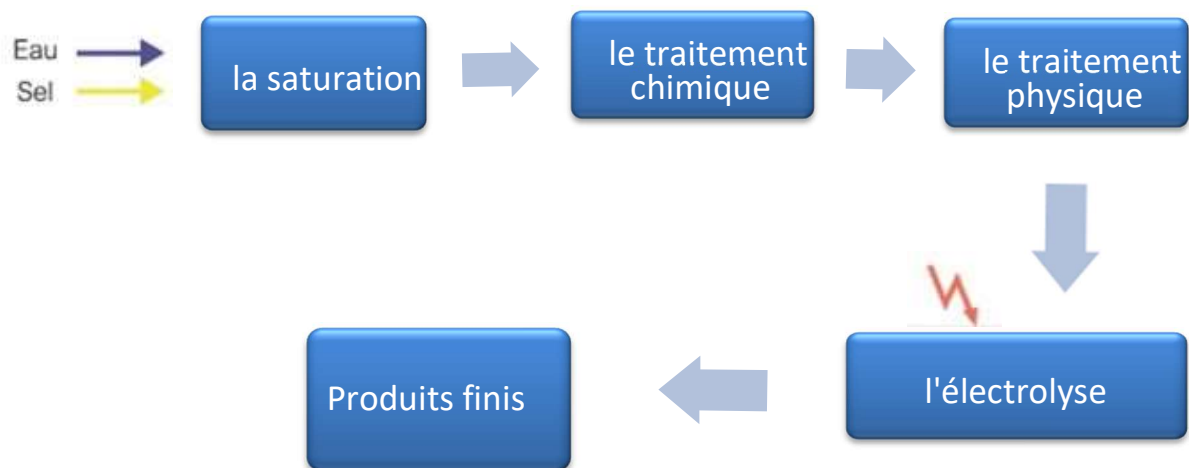 Eau
Sel
la saturation
le traitement
chimique
le traitement
physique
l'électrolyse
Produits finis